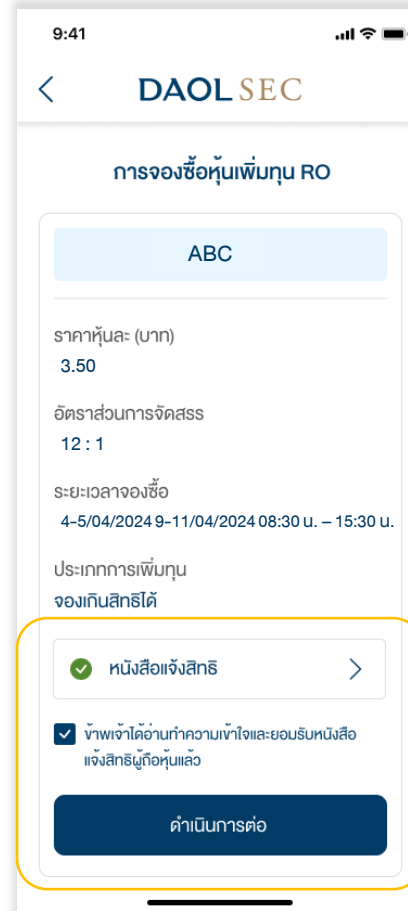 9:41
DAOL SEC
การจองซื้อหุ้นเพิ่มทุน RO
ABC
ราคาหุ้นละ (บาท)
3.50
อัตราส่วนการจัดสรร
12 : 1
ระยะเวลาจองซื้อ
4-5/04/2024 9-11/04/2024 08:30 น. – 15:30 น.
ประเภทการเพิ่มทุน
จองเกินสิทธิได้
หนังสือแจ้งสิทธิ
ข้าพเจ้าได้อ่านทำความเข้าใจและยอมรับหนังสือ
แจ้งสิทธิผู้ถือหุ้นแล้ว
ดำเนินการต่อ